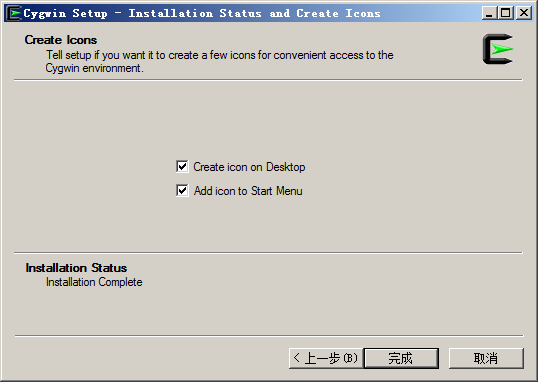 Cygwin Setup - Installation Status and Create Icons
Create Icons
Tell setup if you want it to create a few icons for convenient access to the
Cygwin environment.
Create icon on Desktop
Add icon to Start Menu
Installation Status
Installation Complete
< 上一步(B) 完成 取消